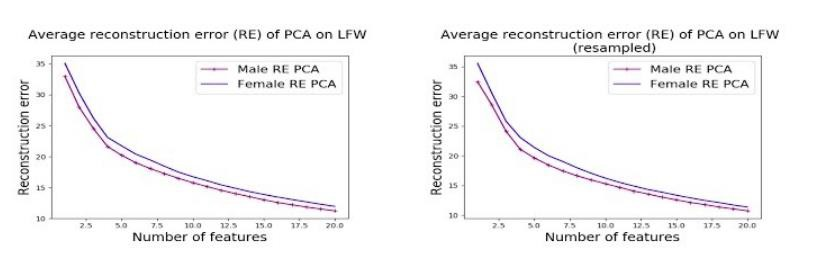 Average reconstruction error (RE) of PCA on LFW
Male RE PCA
Female RE PCA
35
30
25
20
15
10
Reconstruction error
2.5 5.0 7.5 10.0 12.5 15.0 17.5 20.0
Number of features
Average reconstruction error (RE) of PCA on LFW
(resampled)
Male RE PCA
Female RE PCA
35
30
25
20
15
10
Reconstruction error
2.5 5.0 7.5 10.0 12.5 15.0 17.5 20.0
Number of features